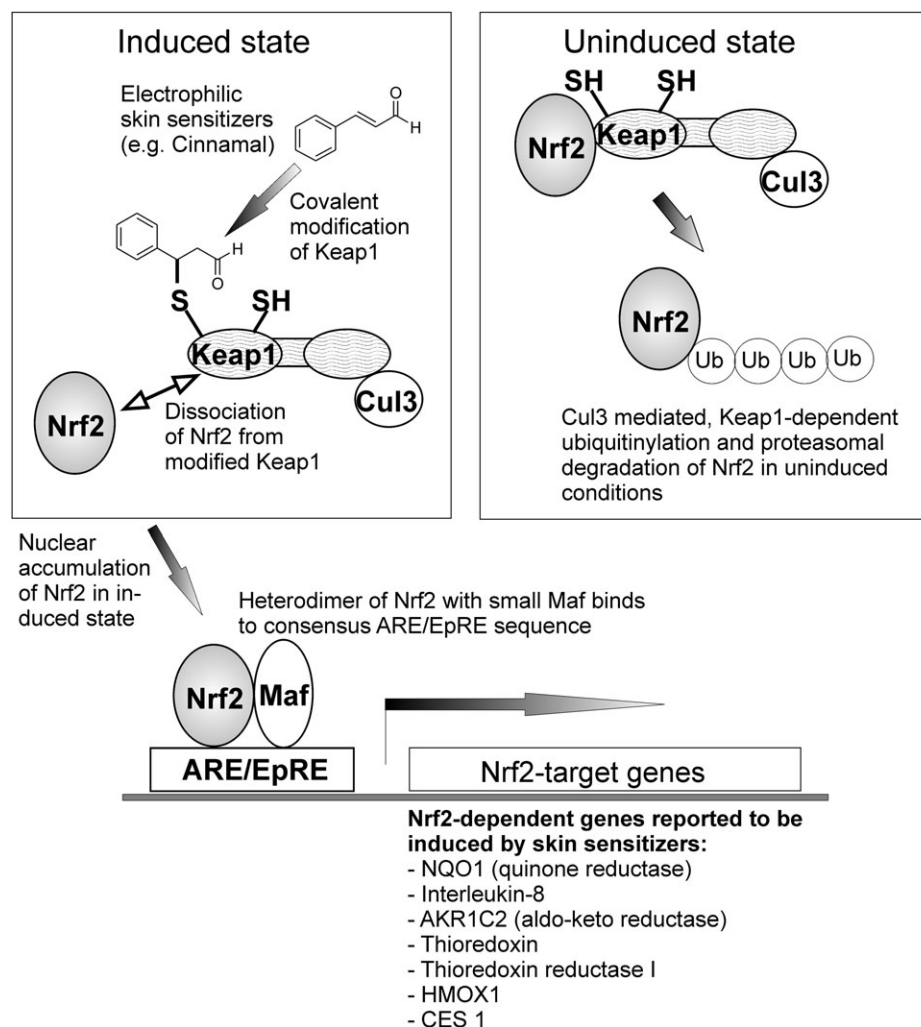 Induced state
Electrophilic
skin sensitizers
(e.g. Cinnamal)
O
H
Covalent
modification
of Keap1
H
O
S
SH
Keap1
Cul3
Nrf2
Dissociation
of Nrf2 from
modified Keap1
Uninduced state
SH
SH
Nrf2
Keap1
Cul3
Nrf2
Ub
Ub
Ub
Ub
Cul3 mediated, Keap1-dependent
ubiquitinylation and proteasomal
degradation of Nrf2 in uninduced
conditions
Nuclear
accumulation
of Nrf2 in in-
duced state
Heterodimer of Nrf2 with small Maf binds
to consensus ARE/EpRE sequence
Nrf2
Maf
ARE/EpRE
Nrf2-target genes
Nrf2-dependent genes reported to be
induced by skin sensitizers:
- NQO1 (quinone reductase)
- Interleukin-8
- AKR1C2 (aldo-keto reductase)
- Thioredoxin
- Thioredoxin reductase I
- HMOX1
- CES 1